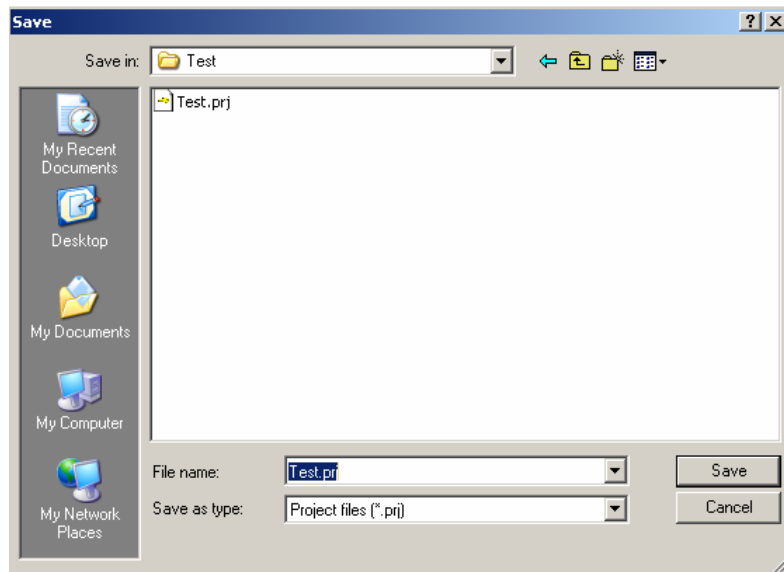 Save
Save in: Test
Test.prj
My Recent
Documents
Desktop
My Documents
My Computer
My Network
Places
File name: Test.prj Save
Save as type: Project files (*.prj) Cancel